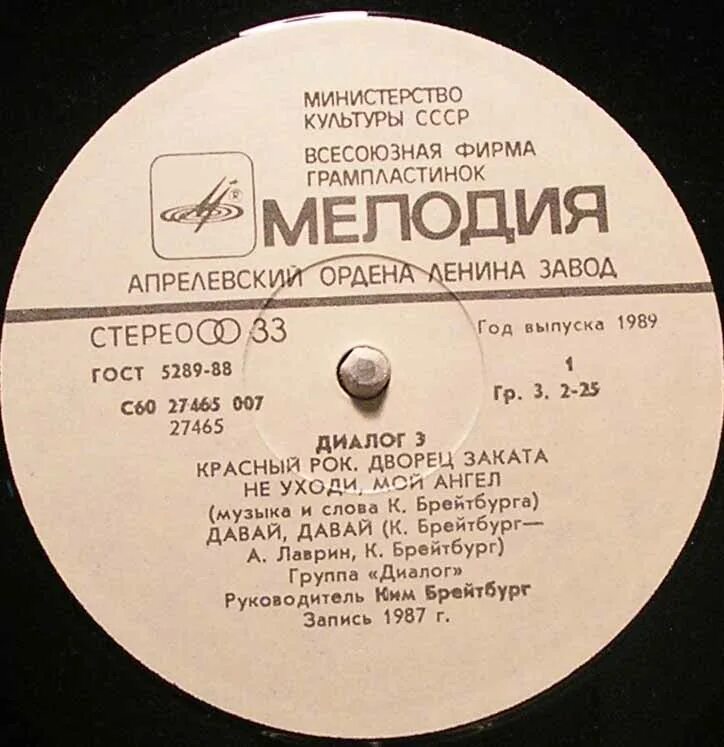 МИНИСТЕРСТВО
КУЛЬТУРЫ СССР
ВСЕСОЮЗНАЯ ФИРМА
ГРАМПЛАСТИНОК
МЕЛОДИЯ
АПРЕЛЕВСКИЙ ОРДЕНА ЛЕНИНА ЗАВОД
СТЕРЕО 33
Год выпуска 1989
ГОСТ 5289-88
1
Гр. 3. 2-25
С60 27465 007
27465
ДИАЛОГ 3
КРАСНЫЙ РОК. ДВОРЕЦ ЗАКАТА
НЕ УХОДИ, МОЙ АНГЕЛ
(музыка и слова К. Брейтбурга)
ДАВАЙ, ДАВАЙ (К. Брейтбург—
А. Лаврин, К. Брейтбург)
Группа «Диалог»
Руководитель Ким Брейтбург
Запись 1987 г.